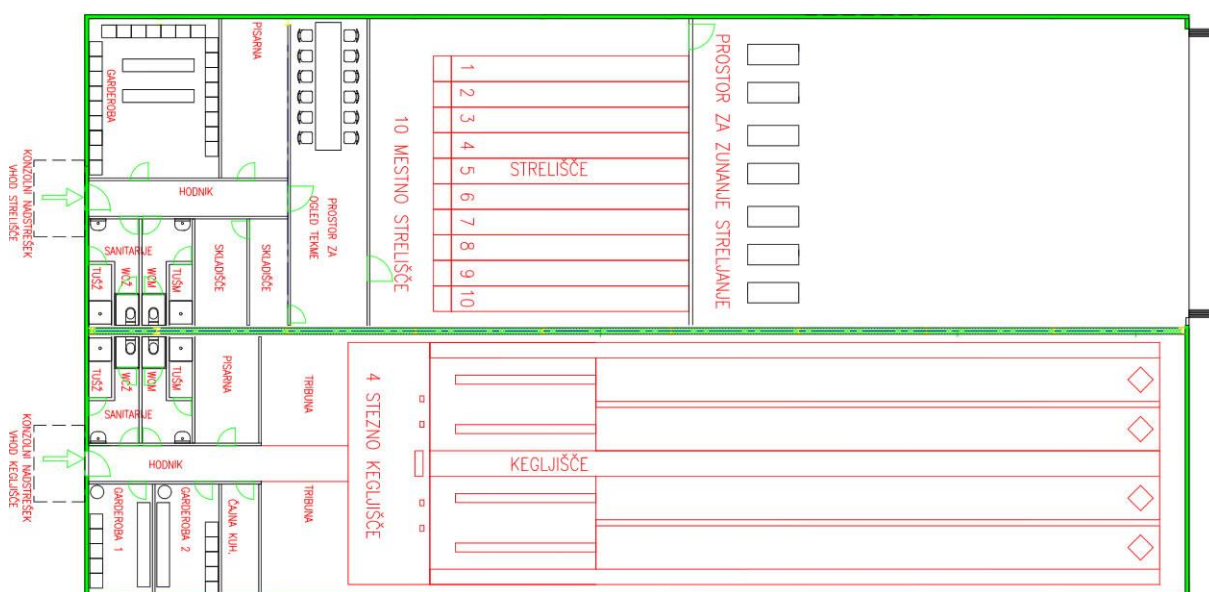 KONZOLNI NADSTREŠEK
VHOD STRELIŠČE
GARDEROBA
PISARNA
HODNIK
SANITARIJE
TUŠŽ
WCŽ
WCM
TUŠM
SKLADIŠČE
SKLADIŠČE
PROSTOR ZA
OGLED TEKME
10 MESTNO STRELIŠČE
1
2
3
4
5
6
7
8
9
10
STRELIŠČE
PROSTOR ZA ZUNANJE STRELJANJE
KONZOLNI NADSTREŠEK
VHOD KEGLJIŠČE
TUŠŽ
WCŽ
WCM
TUŠM
SANITARIJE
PISARNA
TRIBUNA
HODNIK
GARDEROBA 1
GARDEROBA 2
ČAJNA KUH.
TRIBUNA
4 STEZNO KEGLJIŠČE
KEGLJIŠČE